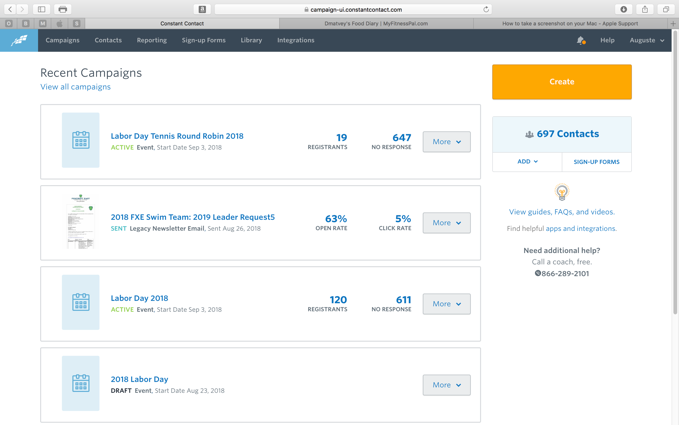 campaign-ui.constantcontact.com
Constant Contact
Dmstvey's Food Diary | MyFitnessPal.com
How to take a screenshot on your Mac - Apple Support
Campaigns Contacts Reporting Sign-up Forms Library Integrations Help Auguste
Recent Campaigns
View all campaigns
Create
Labor Day Tennis Round Robin 2018
ACTIVE Event, Start Date Sep 3, 2018
19
REGISTRANTS
647
NO RESPONSE
More
697 Contacts
ADD
SIGN-UP FORMS
2018 FXE Swim Team: 2019 Leader Request5
SENT Legacy Newsletter Email, Sent Aug 26, 2018
63%
OPEN RATE
5%
CLICK RATE
More
View guides, FAQs, and videos.
Find helpful apps and integrations.
Need additional help?
Call a coach, free.
866-289-2101
Labor Day 2018
ACTIVE Event, Start Date Sep 3, 2018
120
REGISTRANTS
611
NO RESPONSE
More
2018 Labor Day
DRAFT Event, Start Date Aug 23, 2018
More